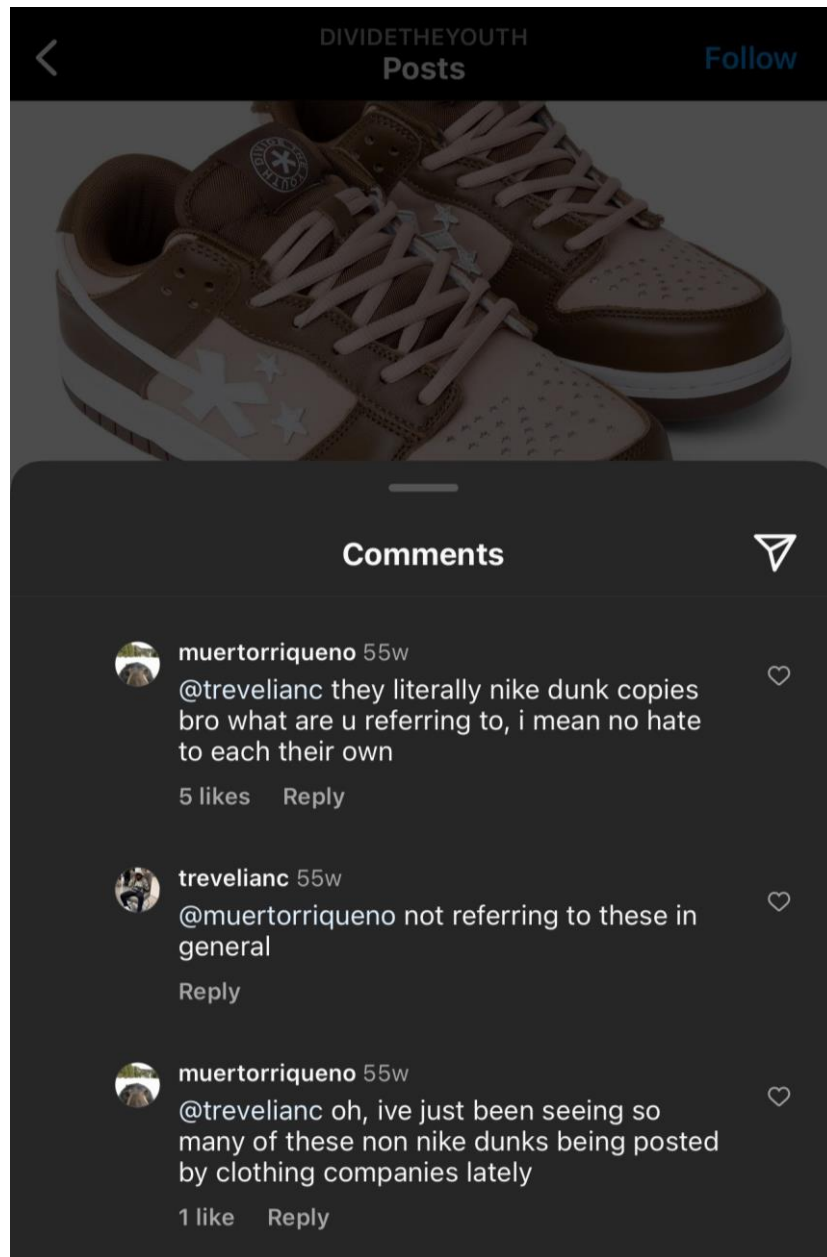 DIVIDETHEYOUTH
Posts
Follow
DIVIDE THE YOUTH
Comments
muertorriqueno 55w
@trevelianc they literally nike dunk copies
bro what are u referring to, i mean no hate
to each their own
5 likes Reply
trevelianc 55w
@muertorriqueno not referring to these in
general
Reply
muertorriqueno 55w
@trevelianc oh, ive just been seeing so
many of these non nike dunks being posted
by clothing companies lately
1 like Reply